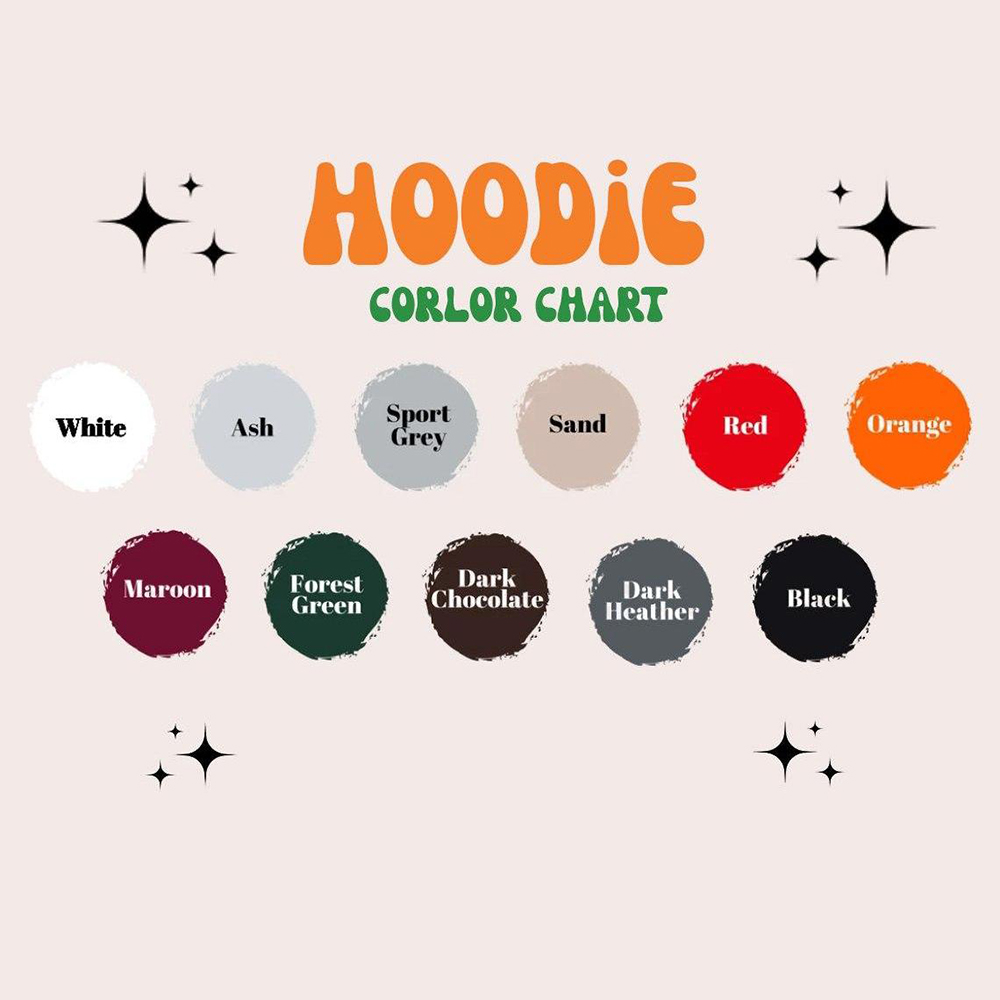 HOODiE
CORLOR CHART
White
Ash
Sport
Grey
Sand
Red
Orange
Maroon
Forest
Green
Dark
Chocolate
Dark
Heather
Black